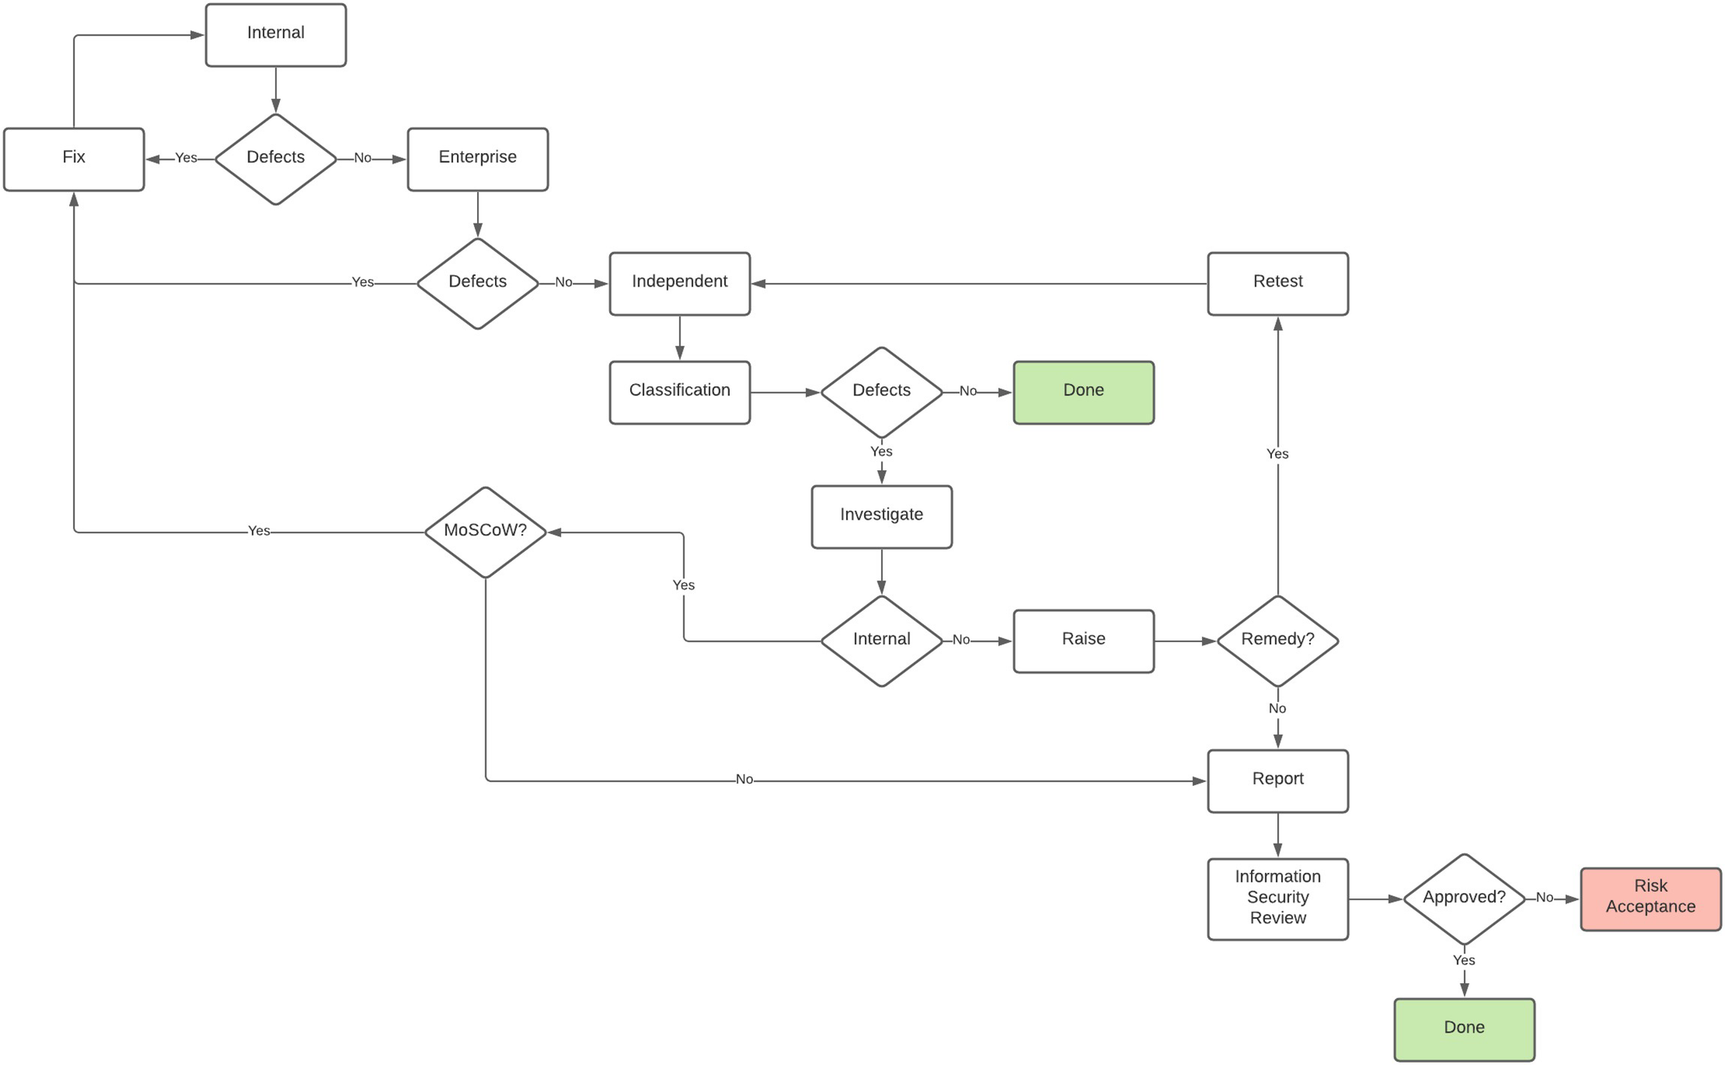 Internal
Fix
Yes
Defects
No
Enterprise
Yes
Defects
No
Independent
Retest
Classification
Defects
No
Done
Yes
Yes
Investigate
Yes
MoSCoW?
Yes
Internal
No
Raise
Remedy?
No
No
Report
Information
Security
Review
Approved?
No
Risk
Acceptance
Yes
Done